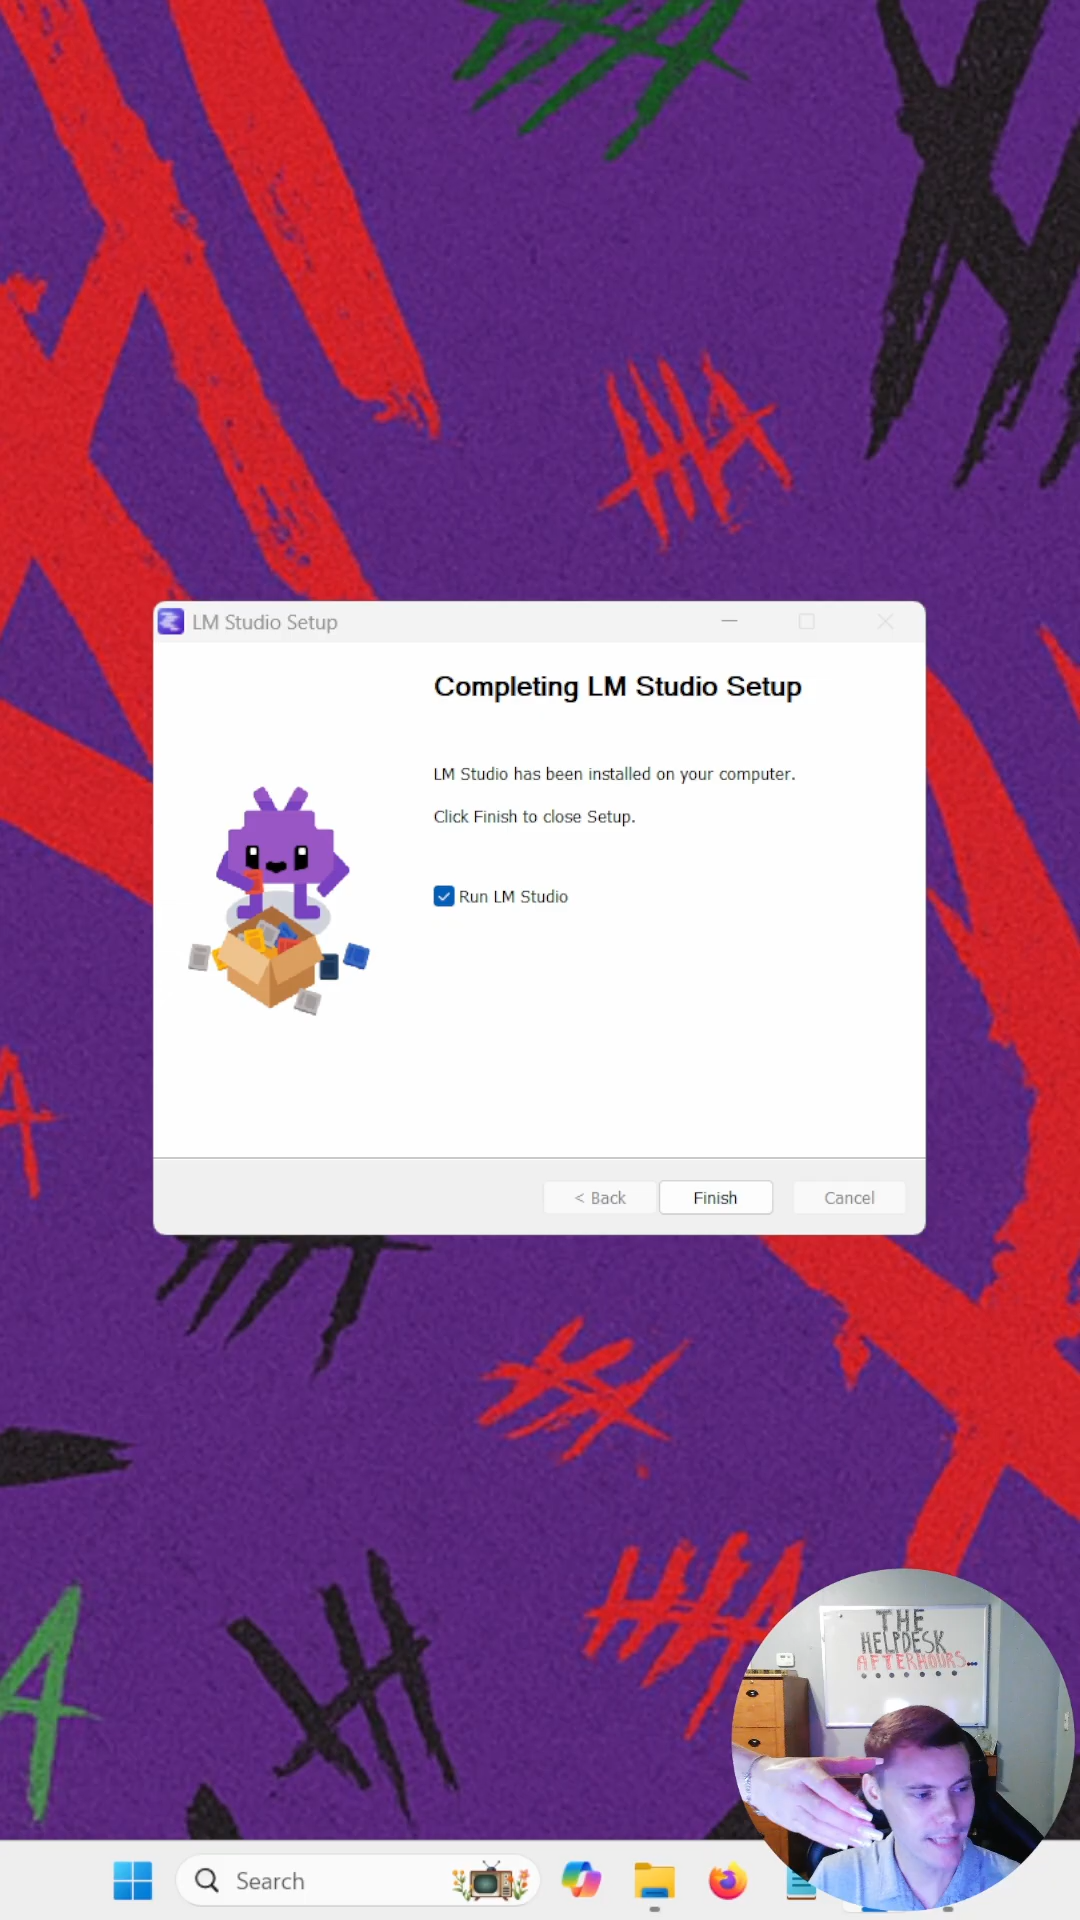 LM Studio Setup
Completing LM Studio Setup
LM Studio has been installed on your computer.
Click Finish to close Setup.
Run LM Studio
< Back
Finish
Cancel
THE
HELPDESK
AFTERHOURS...
Search